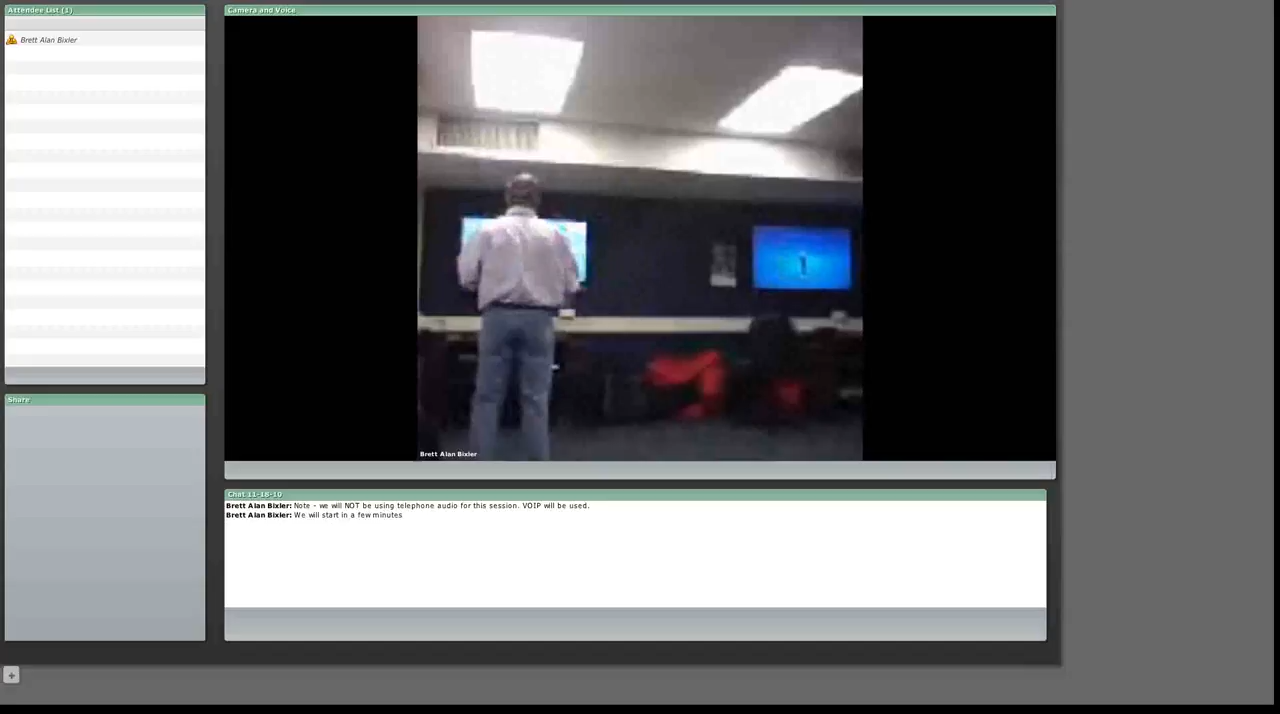 Attendee List (1)
Brett Alan Bixler
Camera and Voice
Brett Alan Bixler
Share
Chat 11-18-10
Brett Alan Bixler: Note - we will NOT be using telephone audio for this session. VOIP will be used.
Brett Alan Bixler: We will start in a few minutes